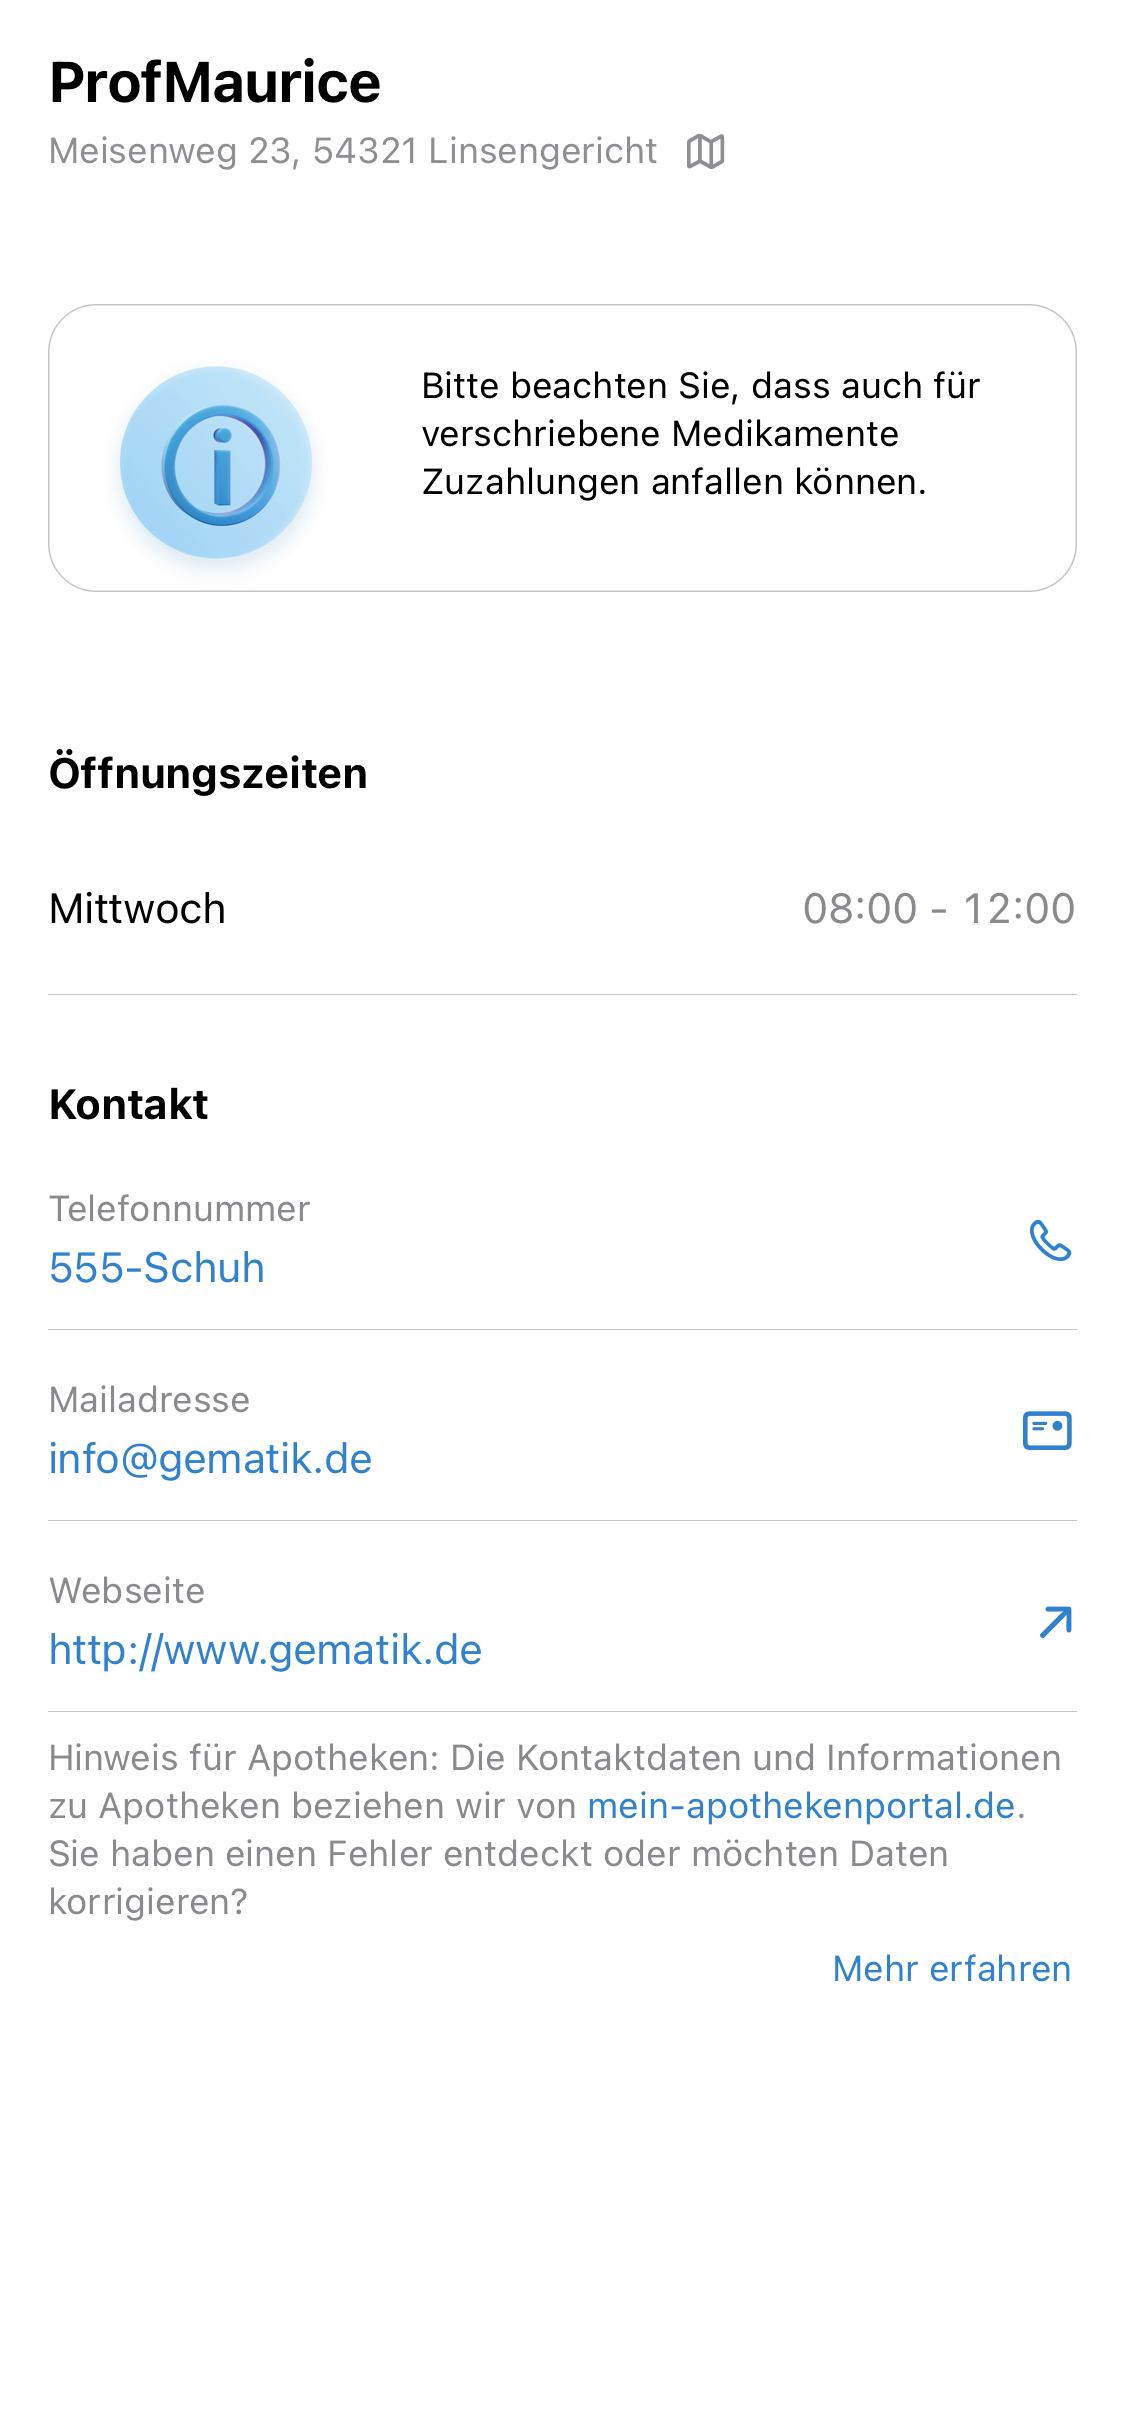 ProfMaurice
Meisenweg 23, 54321 Linsengericht
Bitte beachten Sie, dass auch für
verschriebene Medikamente
Zuzahlungen anfallen können.
Öffnungszeiten
Mittwoch 08:00 - 12:00
Kontakt
Telefonnummer
555-Schuh
Mailadresse
info@gematik.de
Webseite
http://www.gematik.de
Hinweis für Apotheken: Die Kontaktdaten und Informationen
zu Apotheken beziehen wir von mein-apothekenportal.de.
Sie haben einen Fehler entdeckt oder möchten Daten
korrigieren?
Mehr erfahren